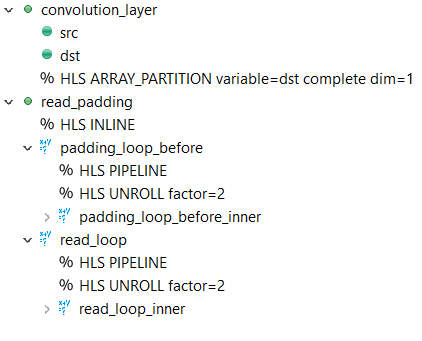 convolution_layer
src
dst
% HLS ARRAY_PARTITION variable=dst complete dim=1
read_padding
% HLS INLINE
padding_loop_before
% HLS PIPELINE
% HLS UNROLL factor=2
padding_loop_before_inner
read_loop
% HLS PIPELINE
% HLS UNROLL factor=2
read_loop_inner